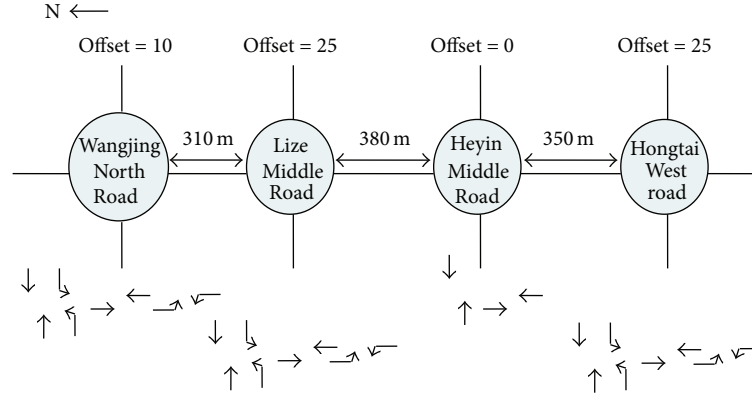 N
Offset = 10
Offset = 25
Offset = 0
Offset = 25
Wangjing
North
Road
310 m
Lize
Middle
Road
380 m
Heyin
Middle
Road
350 m
Hongtai
West
road